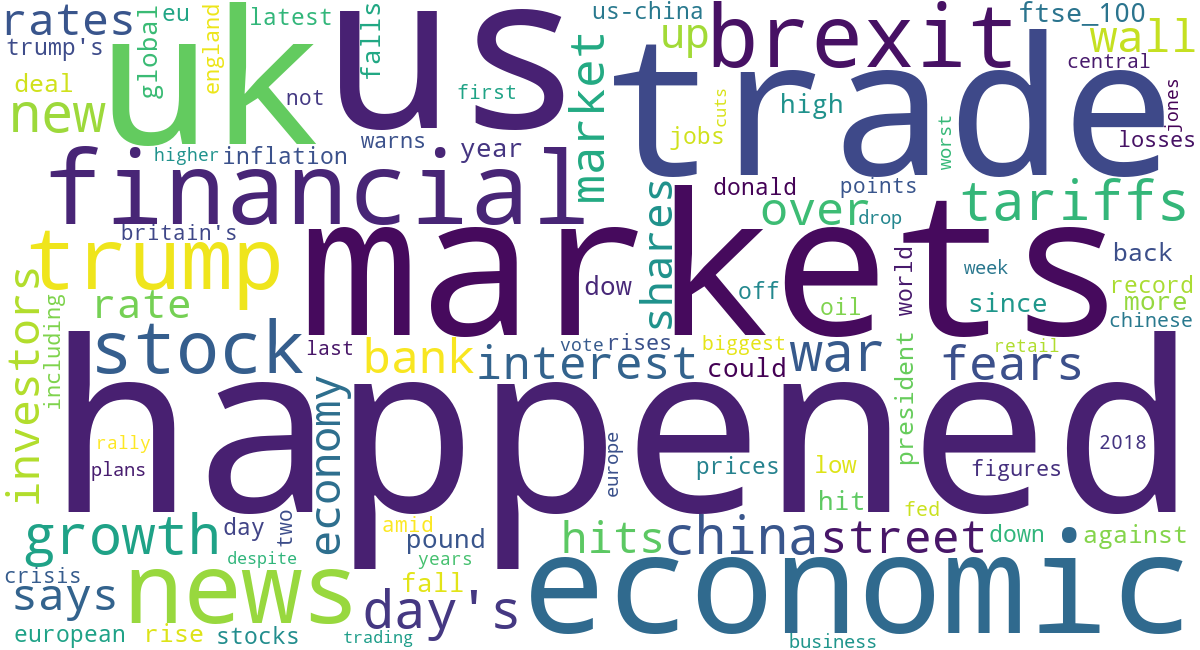 rates
eu
latest
us
us-china
brexit
ftse_100
trump's
uk
global
england
falls
up
wall
deal
not
first
market
trade
central
new
high
cuts
jones
warns
jobs
worst
losses
higher
inflation
year
financial
shares
donald
points
tariffs
over
drop
britain's
trump
markets
dow
off
world
back
week
investors
including
rate
oil
since
record
more
chinese
stock
last
bank
interest
vote
rises
biggest
could
war
president
fears
retail
happened
economy
rally
plans
europe
prices
low
figures
2018
hit
fed
growth
day
two
amid
pound
hits
china
street
down
against
despite
years
crisis
says
news
fall
day's
economic
european
rise
stocks
trading
business